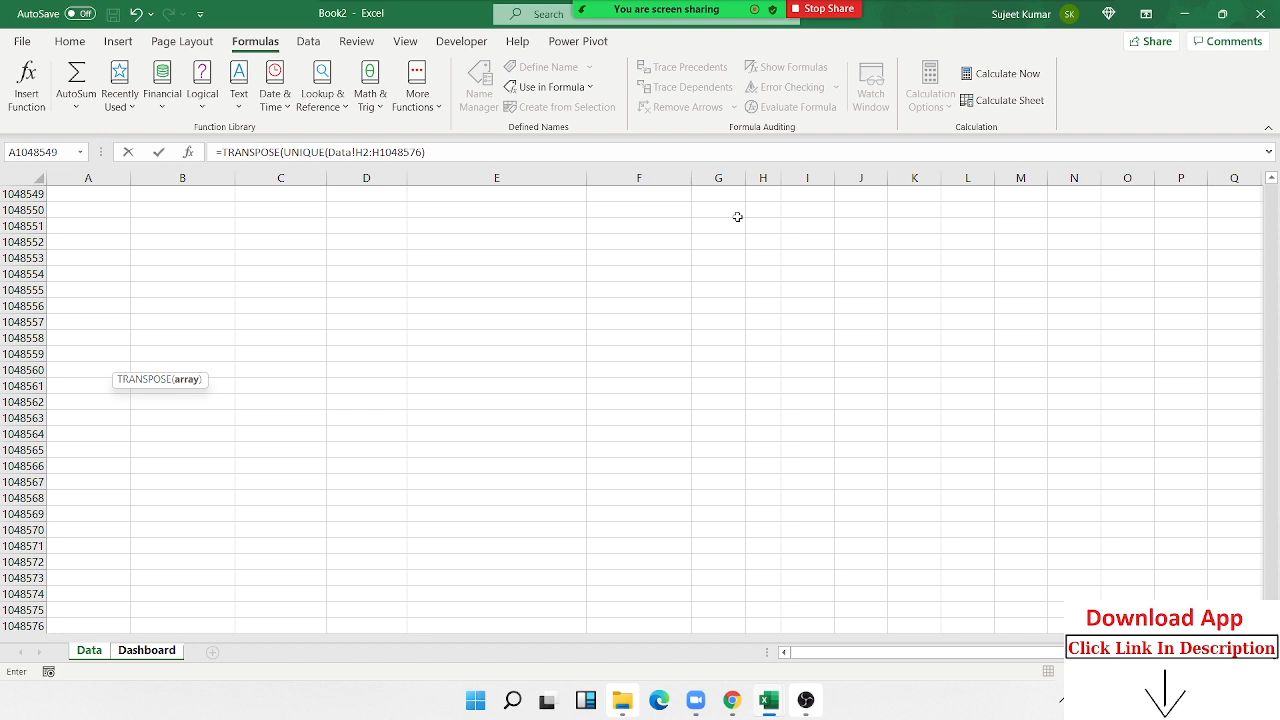 AutoSave Off
Book2 - Excel
Search
You are screen sharing
Stop Share
Sujeet Kumar SK
File Home Insert Page Layout Formulas Data Review View Developer Help Power Pivot
Share Comments
Insert Function
AutoSum
Recently Used
Financial
Logical
Text
Date & Time
Lookup & Reference
Math & Trig
More Functions
Function Library
Name Manager
Define Name
Use in Formula
Create from Selection
Defined Names
Trace Precedents
Trace Dependents
Remove Arrows
Show Formulas
Error Checking
Evaluate Formula
Formula Auditing
Watch Window
Calculation Options
Calculate Now
Calculate Sheet
Calculation
A1048549 fx =TRANSPOSE(UNIQUE(Data!H2:H1048576)
A B C D E F G H I J K L M N O P Q
1048549
1048550
1048551
1048552
1048553
1048554
1048555
1048556
1048557
1048558
1048559
1048560
1048561
1048562
1048563
1048564
1048565
1048566
1048567
1048568
1048569
1048570
1048571
1048572
1048573
1048574
1048575
1048576
TRANSPOSE(array)
Data Dashboard
Enter
Download App
Click Link In Description